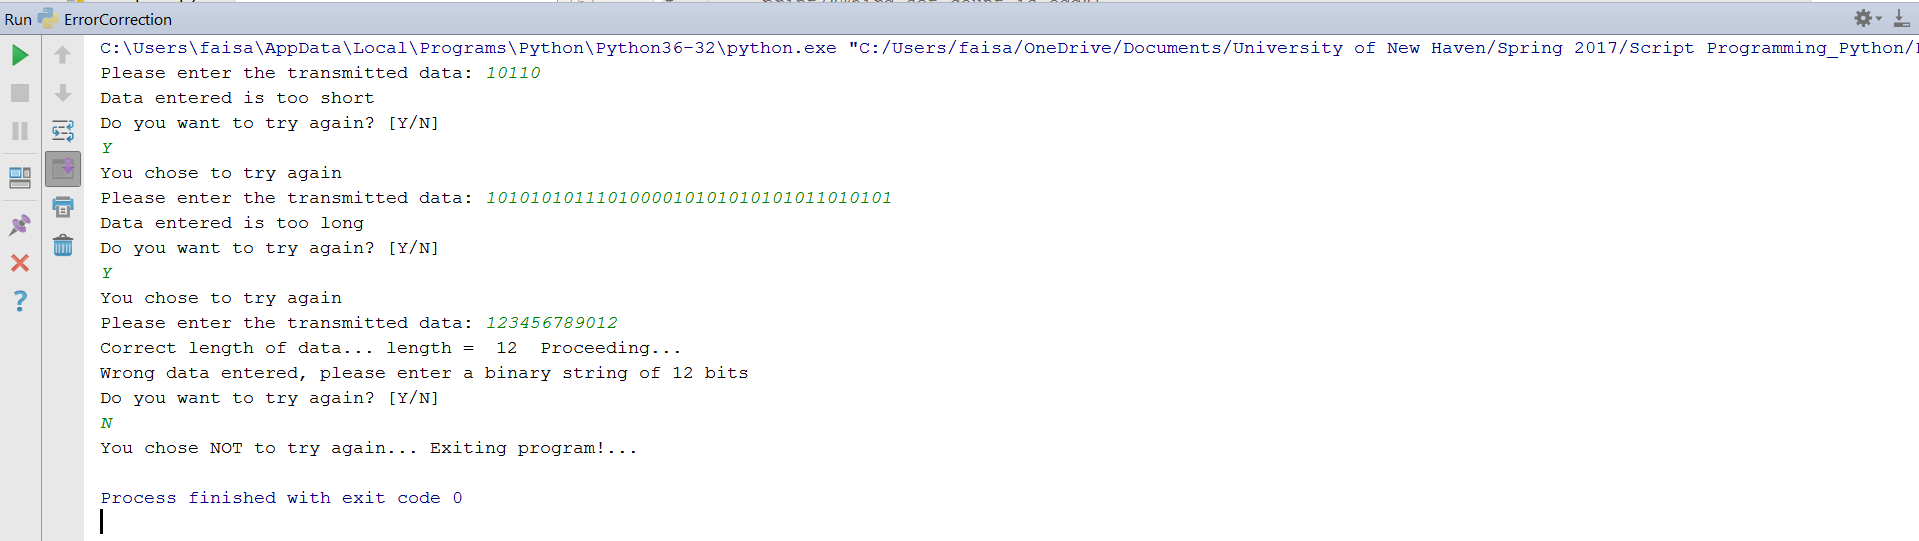 Run ErrorCorrection
C:\Users\faisa\AppData\Local\Programs\Python\Python36-32\python.exe "C:/Users/faisa/OneDrive/Documents/University of New Haven/Spring 2017/Script Programming_Python/
Please enter the transmitted data: 10110
Data entered is too short
Do you want to try again? [Y/N]
Y
You chose to try again
Please enter the transmitted data: 1010101011101000010101010101011010101
Data entered is too long
Do you want to try again? [Y/N]
Y
You chose to try again
Please enter the transmitted data: 123456789012
Correct length of data... length =  12  Proceeding...
Wrong data entered, please enter a binary string of 12 bits
Do you want to try again? [Y/N]
N
You chose NOT to try again... Exiting program!...
Process finished with exit code 0